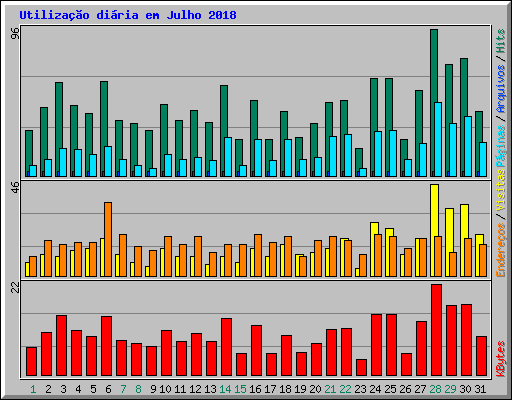 Utilização diária em Julho 2018
96
46
22
Endereços / Visitas Páginas / Arquivos / Hits
KBytes
1 2 3 4 5 6 7 8 9 10 11 12 13 14 15 16 17 18 19 20 21 22 23 24 25 26 27 28 29 30 31